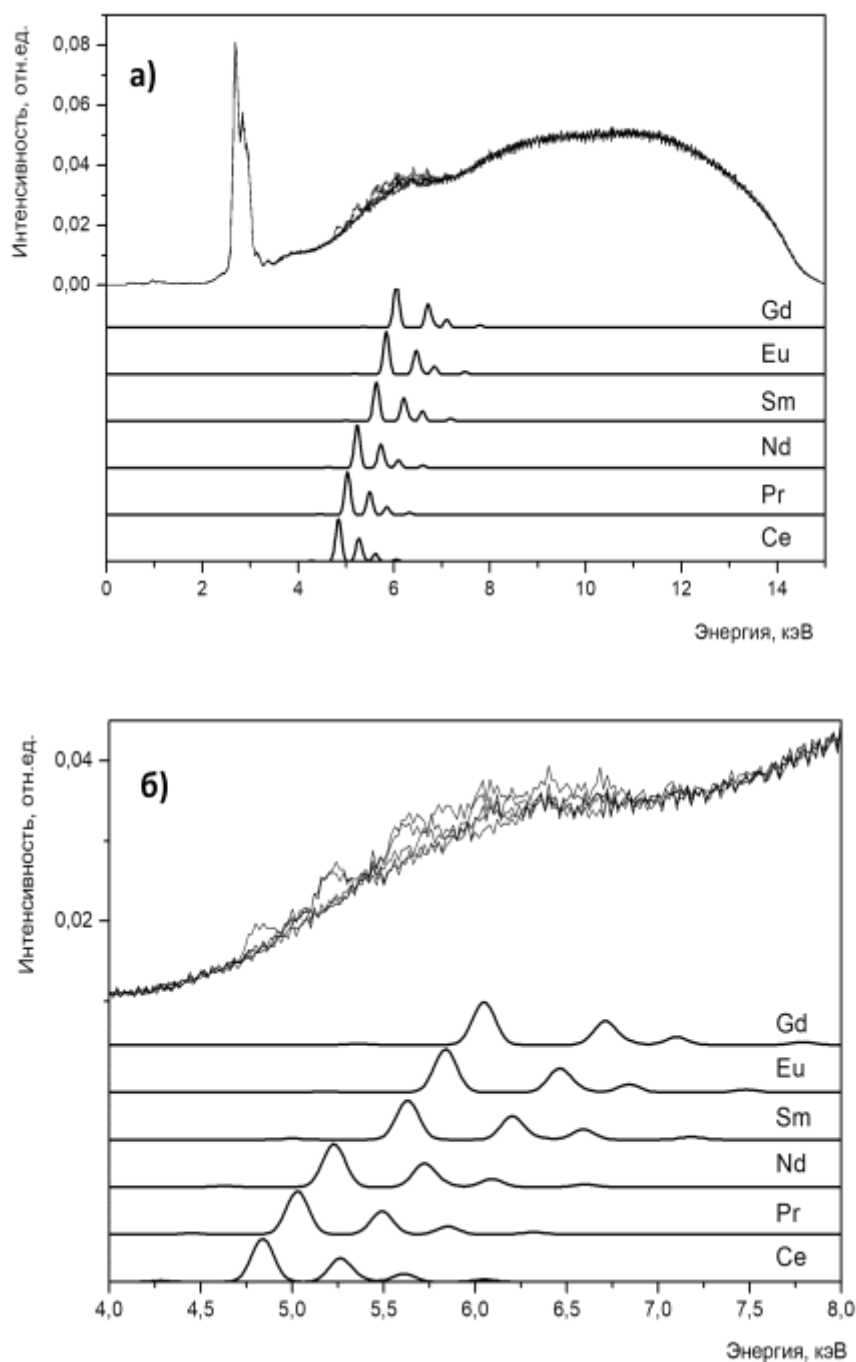 а)
Интенсивность, отн.ед.
0,08
0,06
0,04
0,02
0,00
Gd
Eu
Sm
Nd
Pr
Ce
0 2 4 6 8 10 12 14
Энергия, кэВ
б)
Интенсивность, отн.ед.
0,04
0,02
Gd
Eu
Sm
Nd
Pr
Ce
4,0 4,5 5,0 5,5 6,0 6,5 7,0 7,5 8,0
Энергия, кэВ